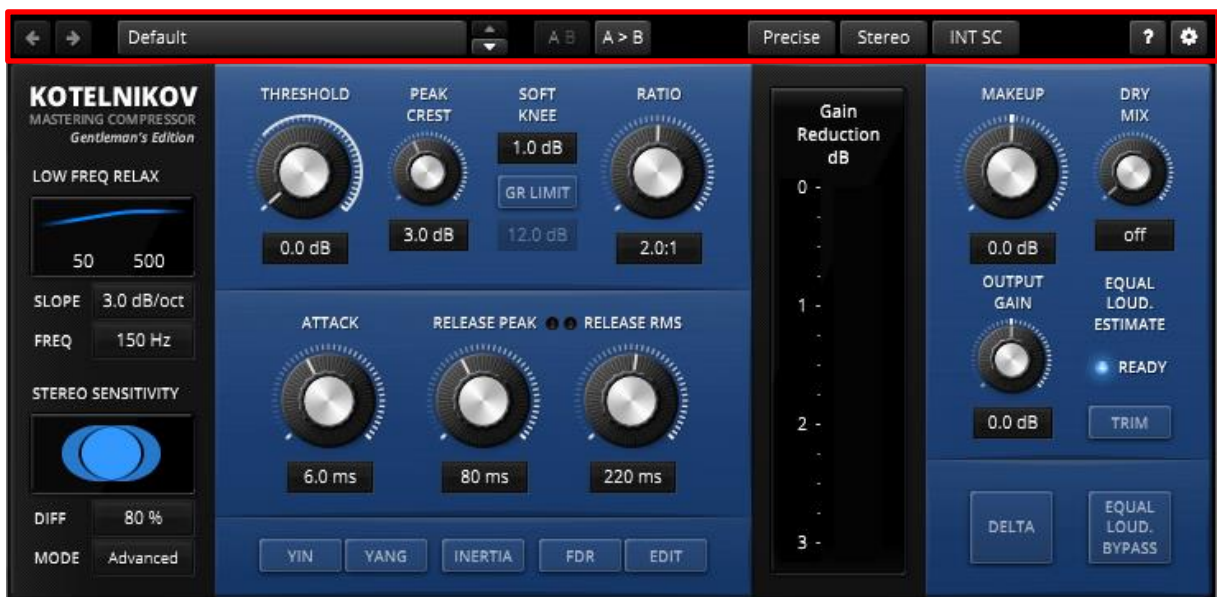 Default
A B
A > B
Precise
Stereo
INT SC
?
KOTELNIKOV
MASTERING COMPRESSOR
Gentleman's Edition
LOW FREQ RELAX
50 500
SLOPE 3.0 dB/oct
FREQ 150 Hz
STEREO SENSITIVITY
DIFF 80 %
MODE Advanced
THRESHOLD
0.0 dB
PEAK
CREST
3.0 dB
SOFT
KNEE
1.0 dB
GR LIMIT
12.0 dB
RATIO
2.0:1
ATTACK
6.0 ms
RELEASE PEAK
80 ms
RELEASE RMS
220 ms
YIN
YANG
INERTIA
FDR
EDIT
Gain
Reduction
dB
0 -
1 -
2 -
3 -
MAKEUP
0.0 dB
DRY
MIX
off
OUTPUT
GAIN
0.0 dB
EQUAL
LOUD.
ESTIMATE
READY
TRIM
DELTA
EQUAL
LOUD.
BYPASS